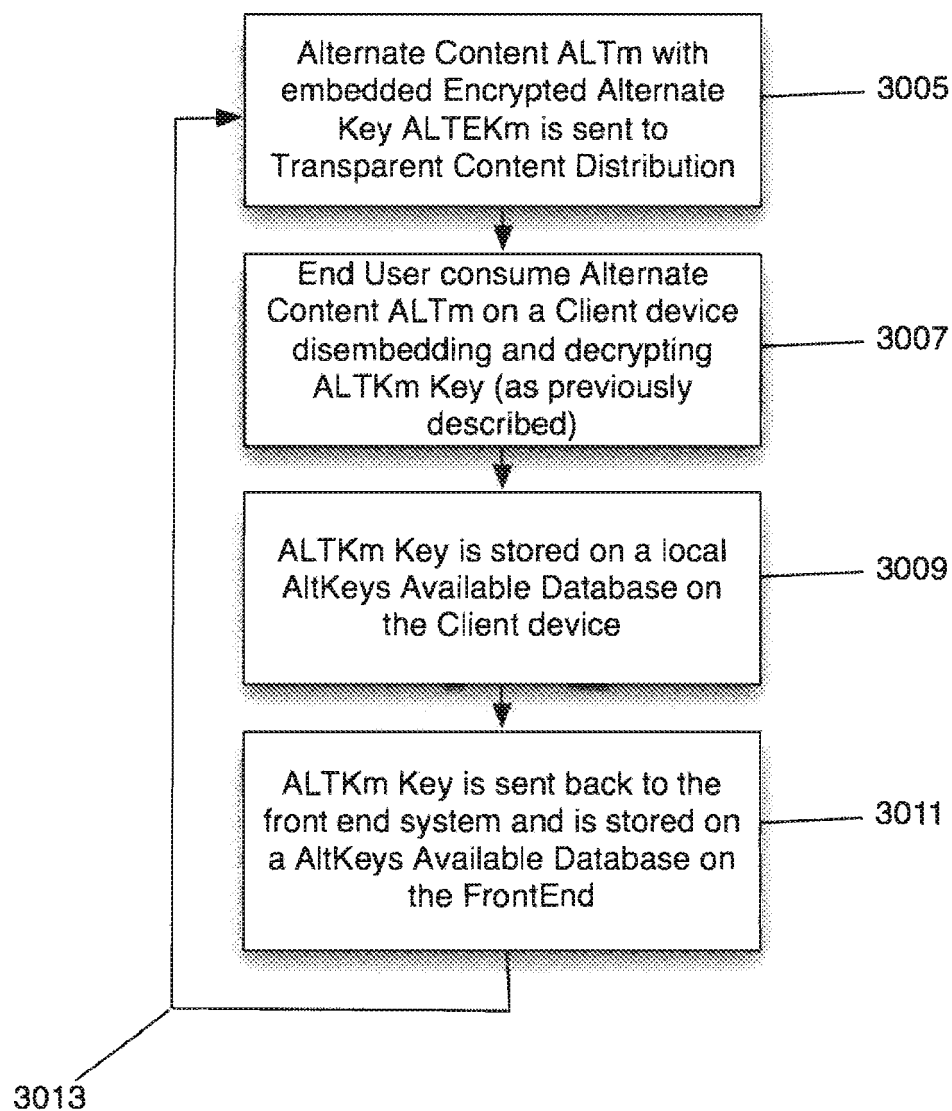 Alternate Content ALTm with
embedded Encrypted Alternate
Key ALTEKm is sent to
Transparent Content Distribution
3005
End User consume Alternate
Content ALTm on a Client device
disembedding and decrypting
ALTKm Key (as previously
described)
3007
ALTKm Key is stored on a local
AltKeys Available Database on
the Client device
3009
ALTKm Key is sent back to the
front end system and is stored on
a AltKeys Available Database on
the FrontEnd
3011
3013